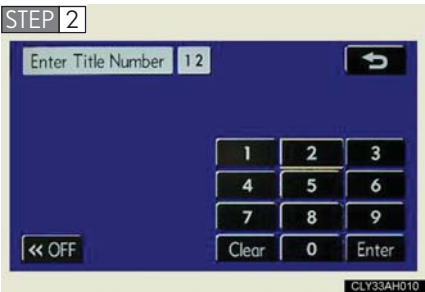 STEP 2
Enter Title Number 12
1 2 3
4 5 6
7 8 9
« OFF Clear 0 Enter
CLY33AH010